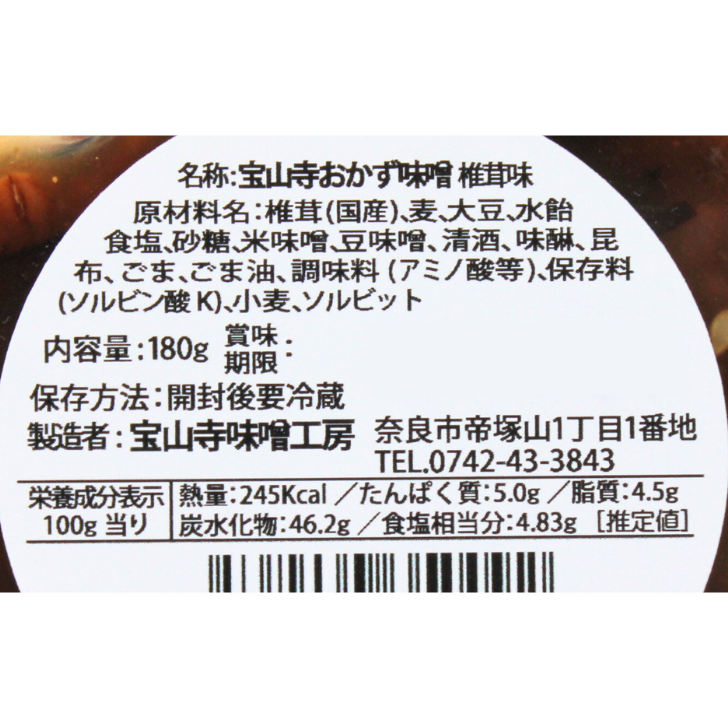 名称:宝山寺おかず味噌 椎茸味
原材料名:椎茸(国産)、麦、大豆、水飴
食塩、砂糖、米味噌、豆味噌、清酒、味醂、昆
布、ごま、ごま油、調味料 (アミノ酸等)、保存料
(ソルビン酸 K)、小麦、ソルビット
内容量:180g 賞味期限:
保存方法:開封後要冷蔵
製造者:宝山寺味噌工房 奈良市帝塚山1丁目1番地
TEL.0742-43-3843
栄養成分表示 熱量:245Kcal／たんぱく質:5.0g／脂質:4.5g
100g 当り 炭水化物:46.2g／食塩相当分:4.83g [推定値]